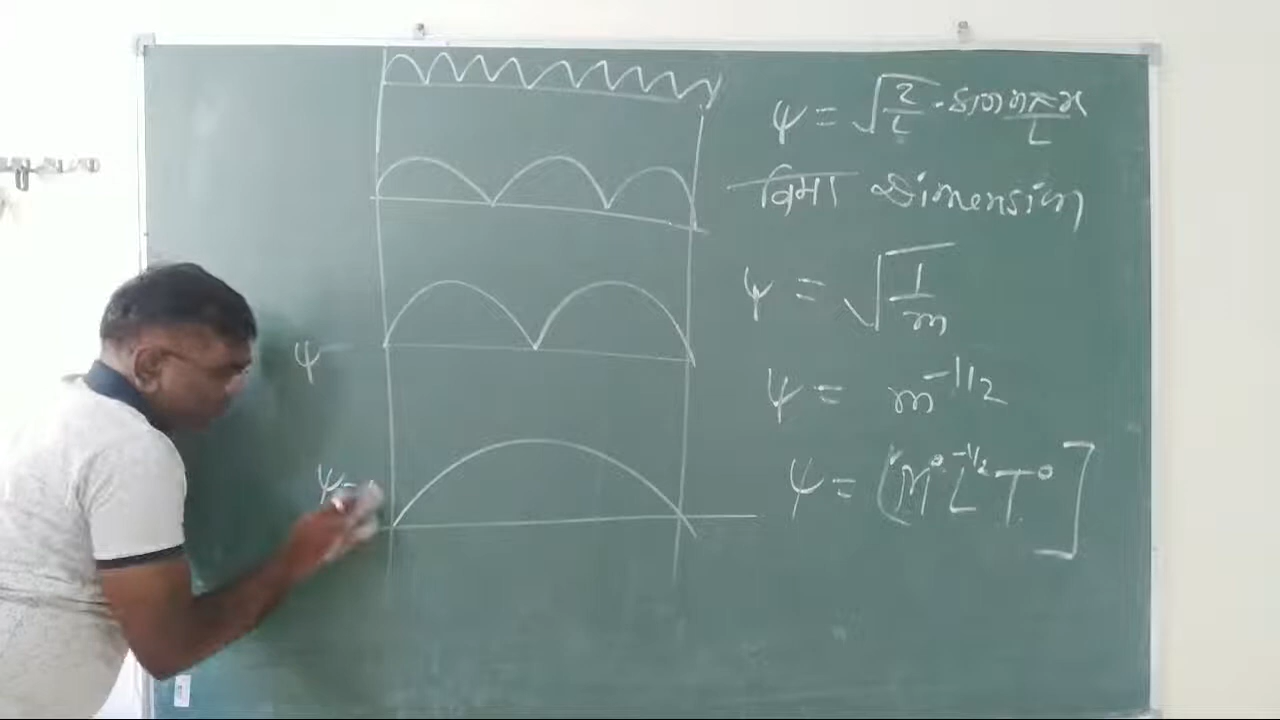 ψ = √2/L · sin nπx/L
विमा Dimension
ψ = √1/m
ψ = m^-1/2
ψ = [M° L^-1/2 T°]
ψ
ψ=